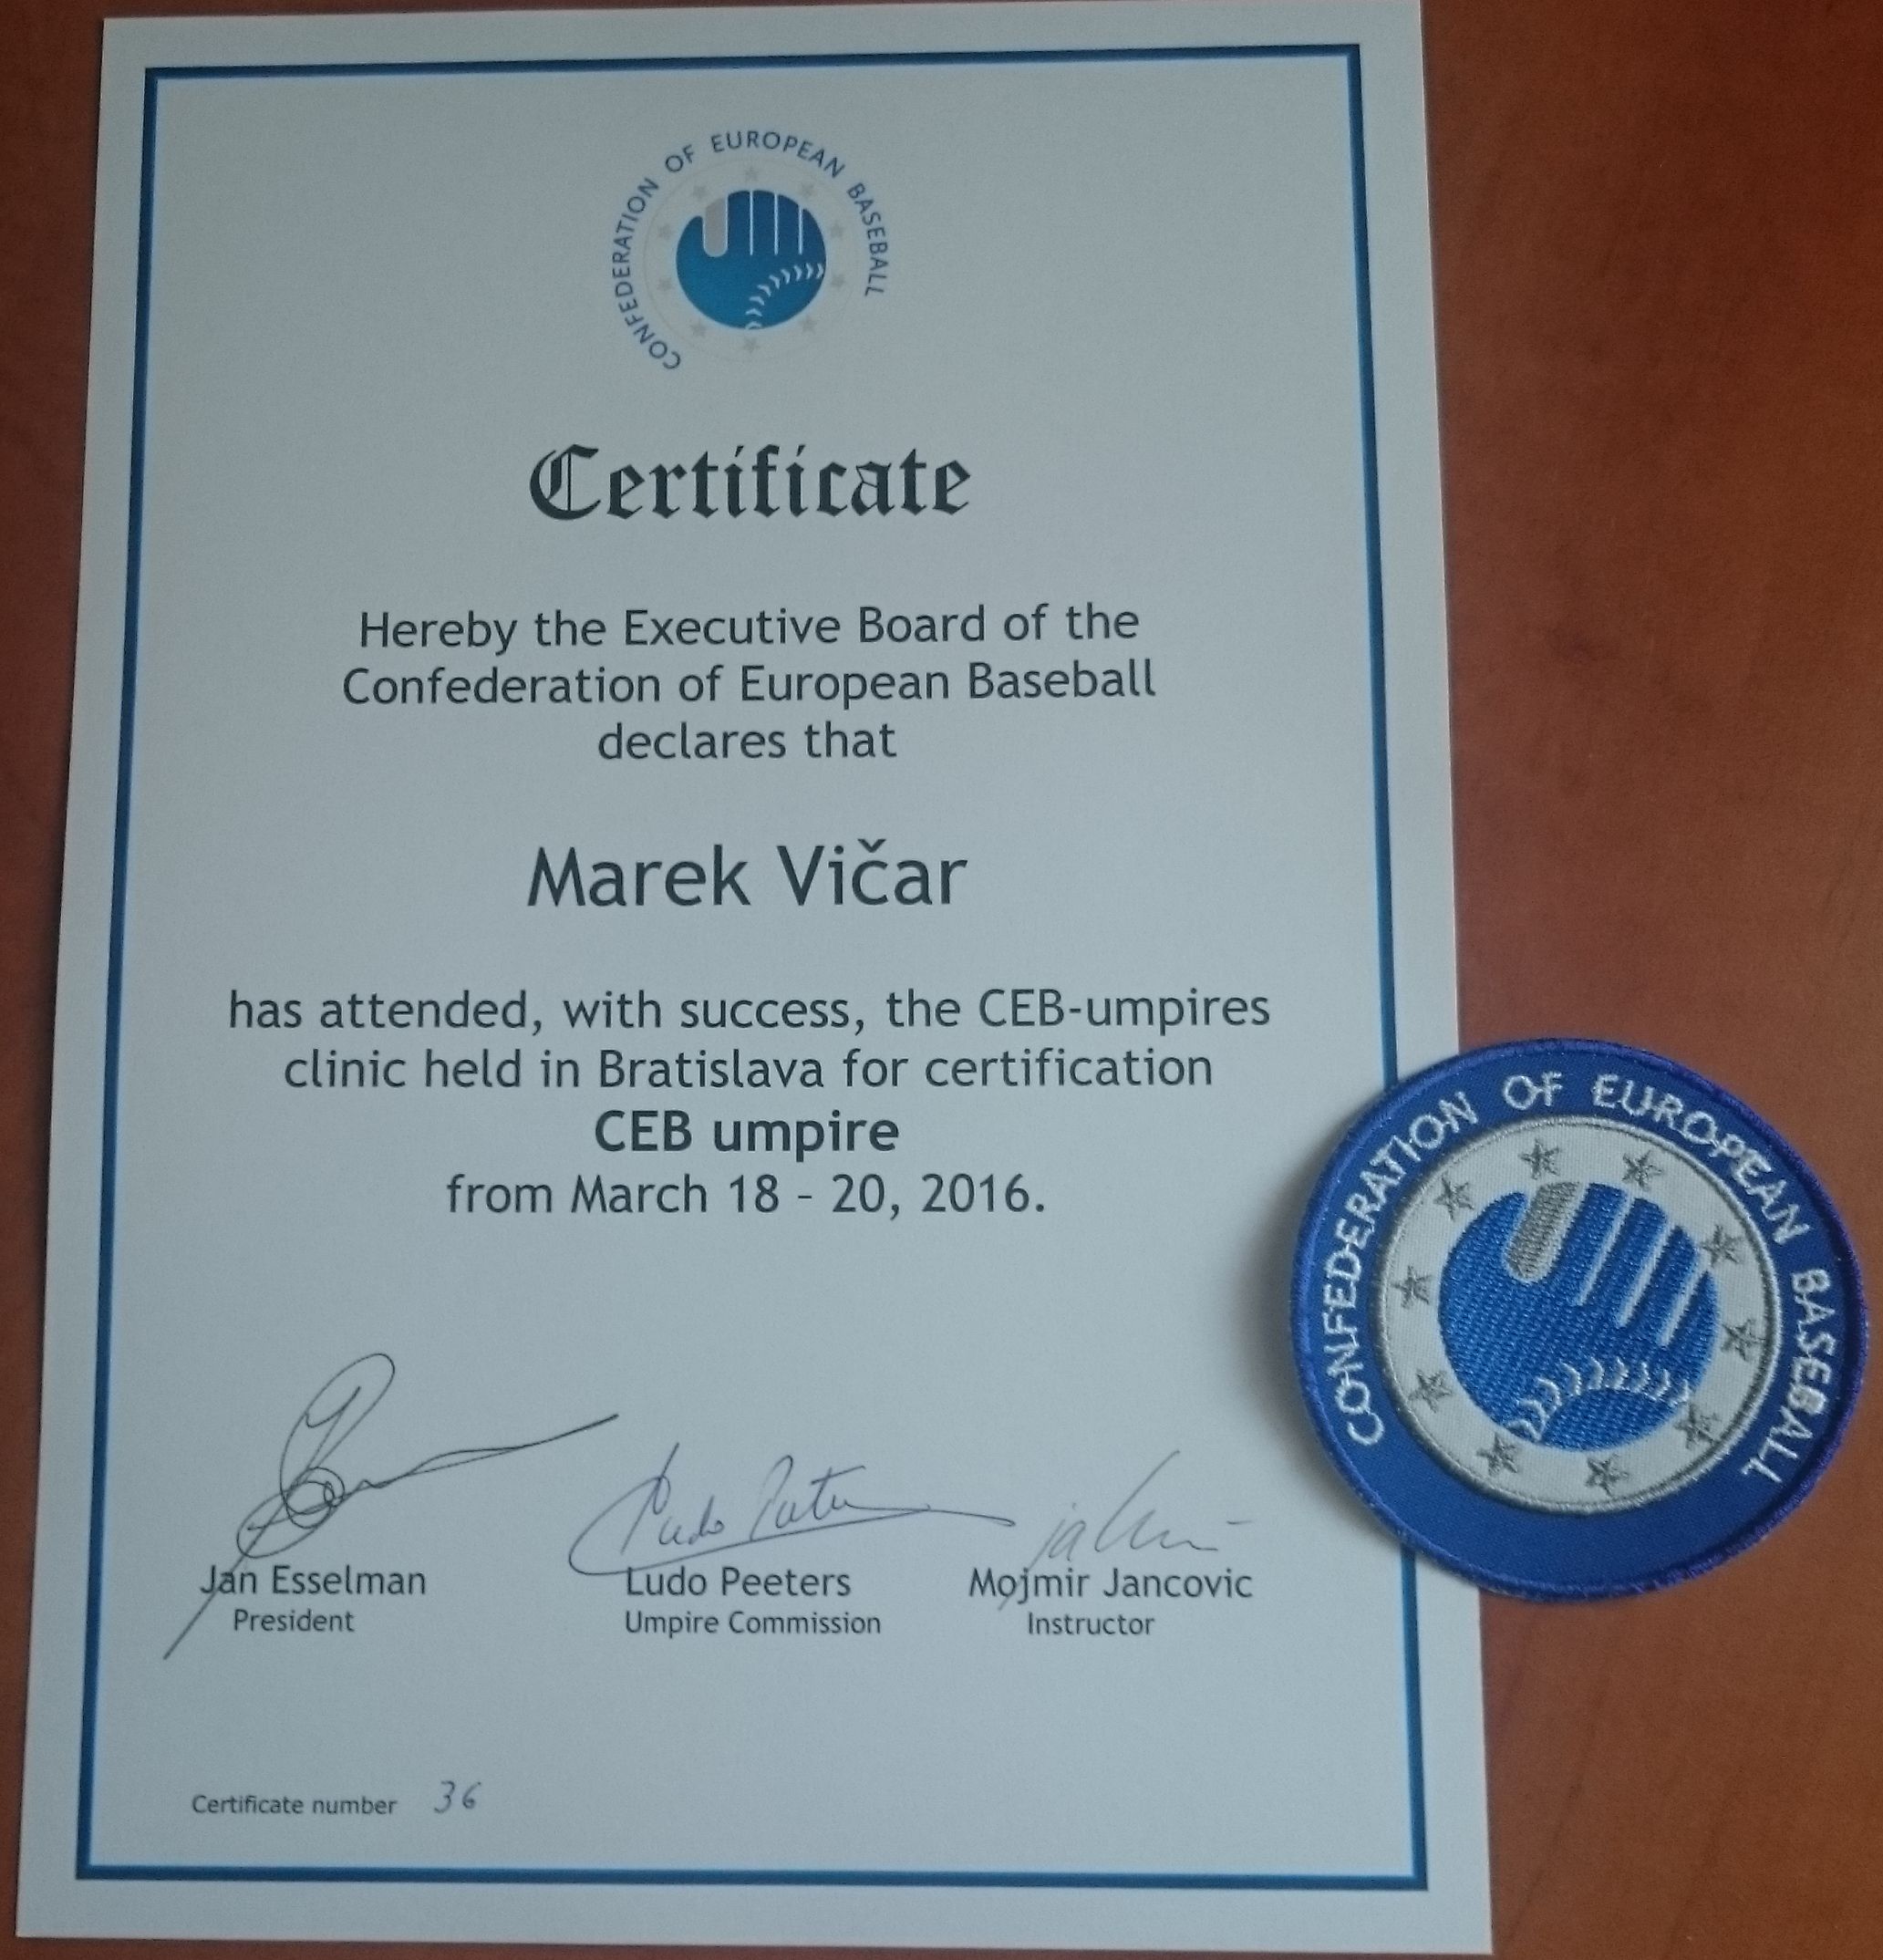 CONFEDERATION OF EUROPEAN BASEBALL
Certificate
Hereby the Executive Board of the
Confederation of European Baseball
declares that
Marek Vičar
has attended, with success, the CEB-umpires
clinic held in Bratislava for certification
CEB umpire
from March 18 - 20, 2016.
CONFEDERATION OF EUROPEAN BASEBALL
Jan Esselman
President
Ludo Peeters
Umpire Commission
Mojmir Jancovic
Instructor
Certificate number 36